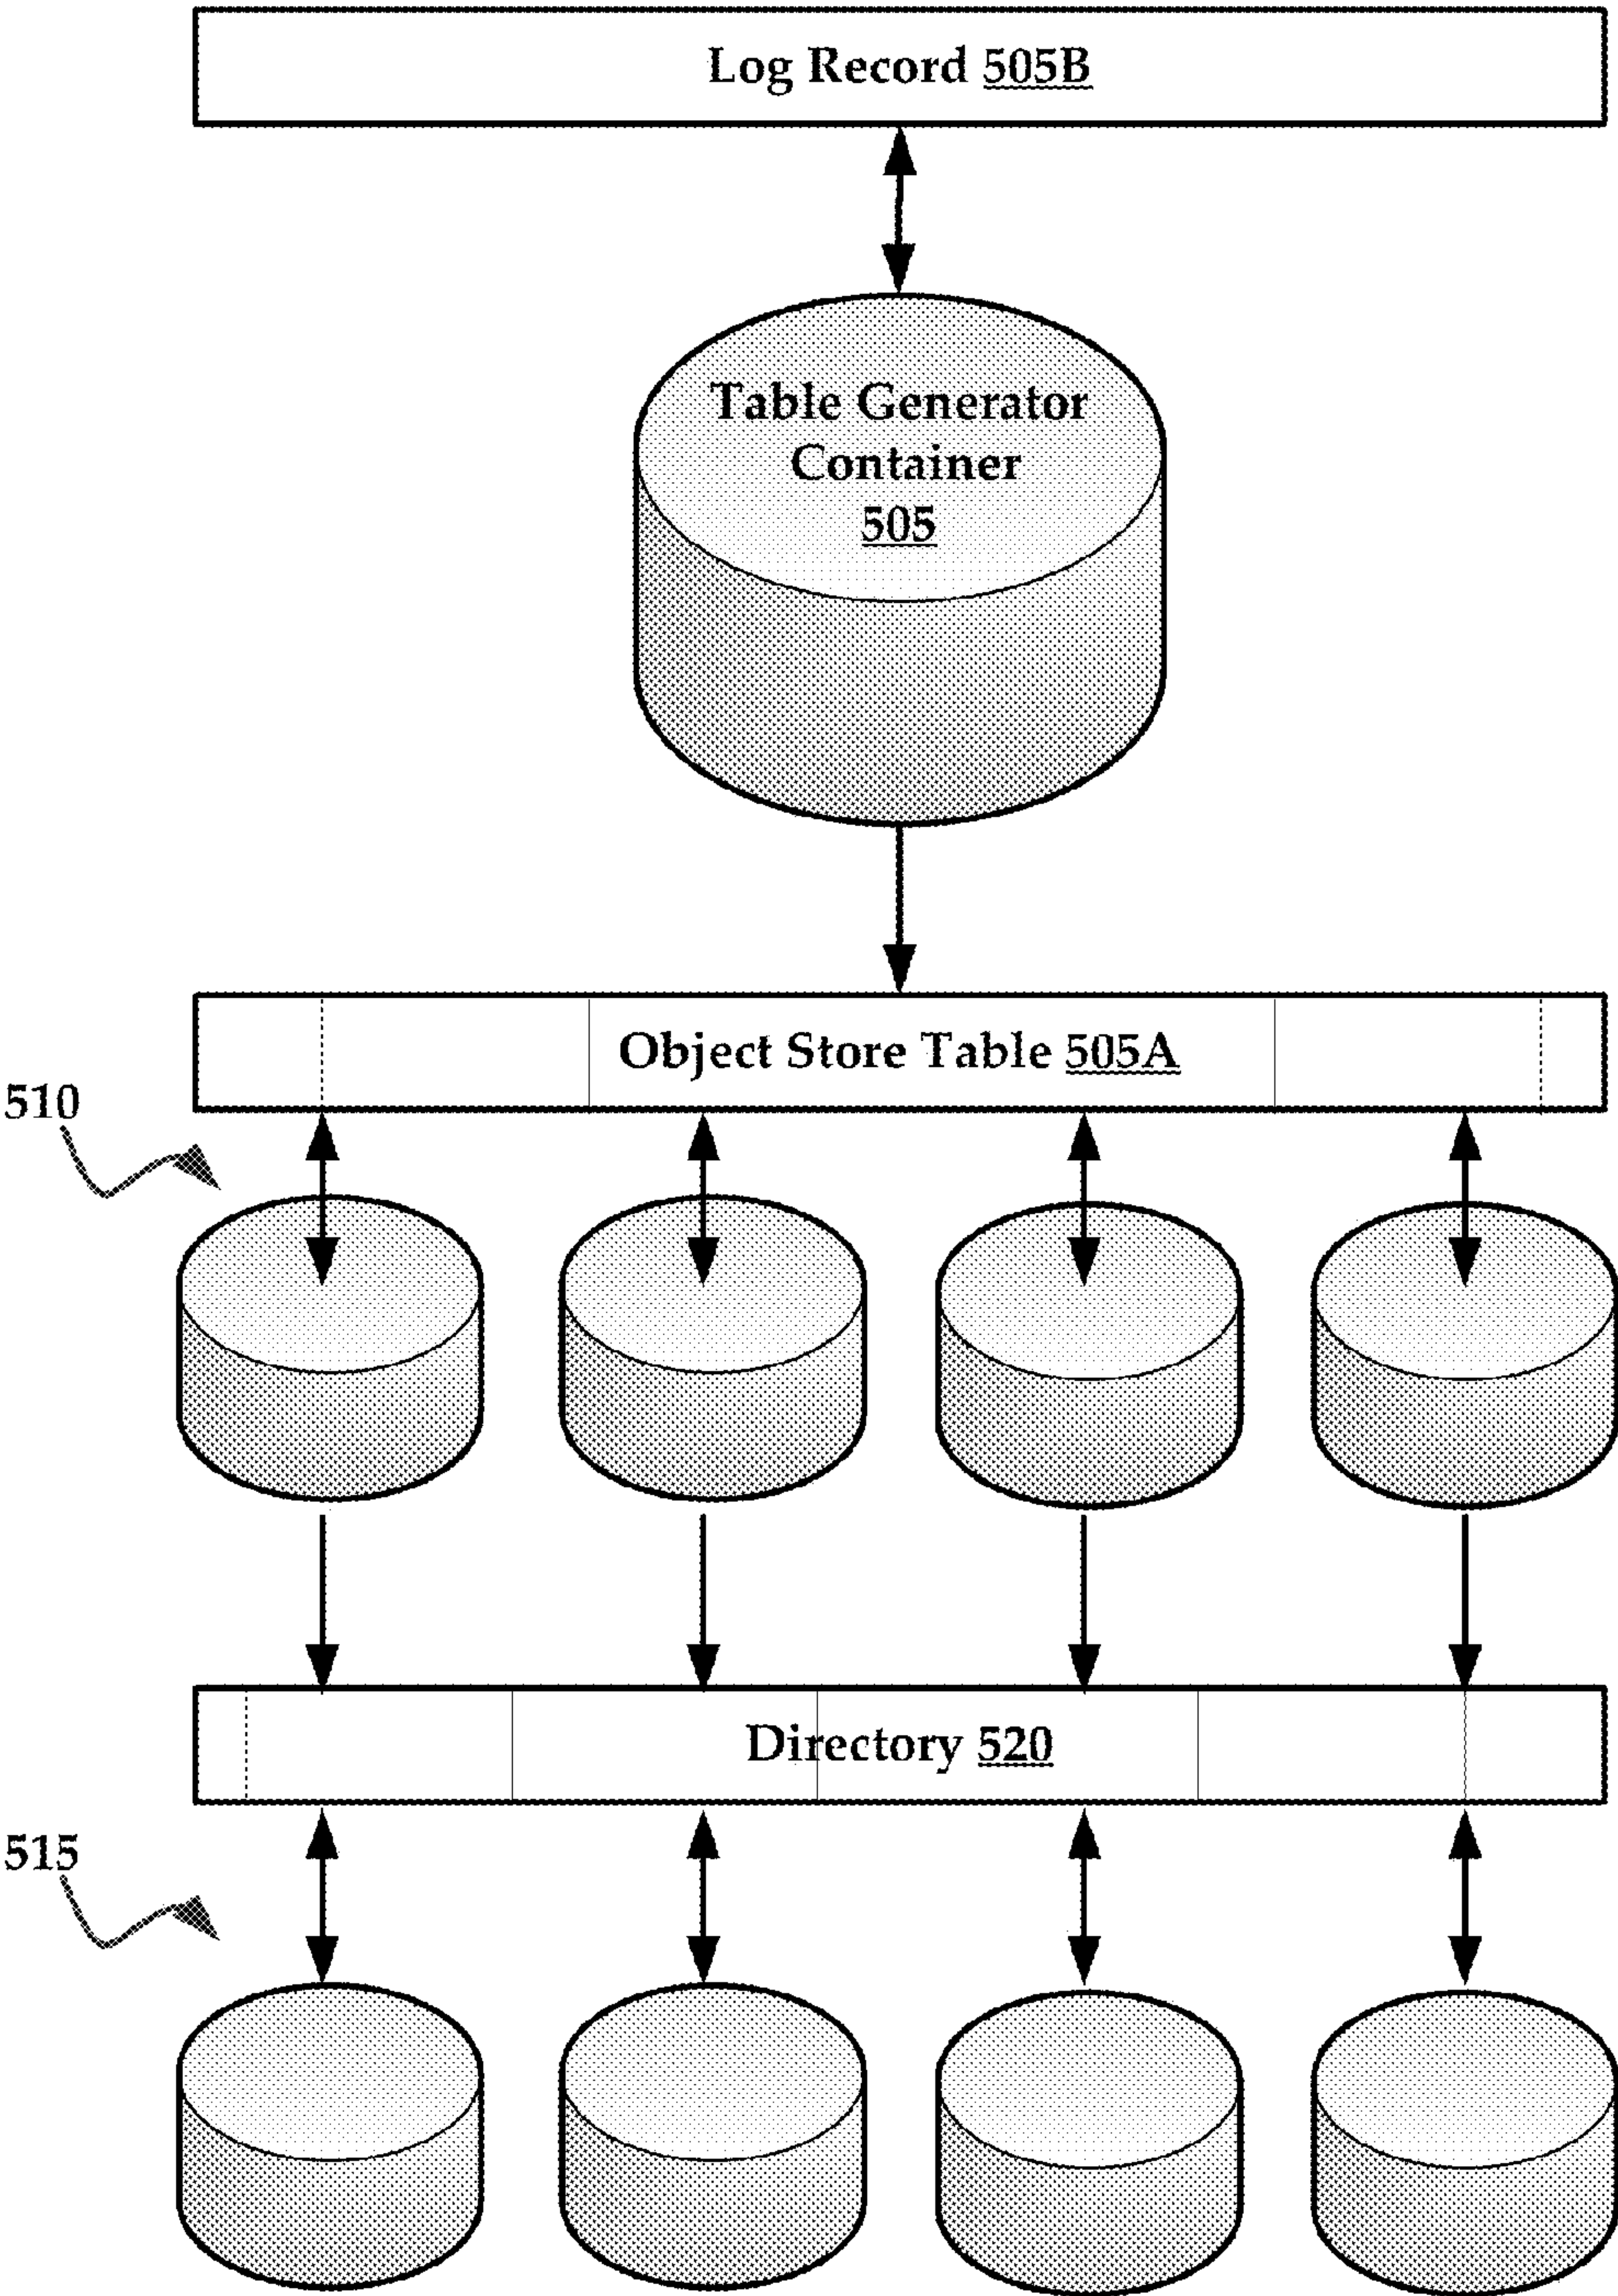 Log Record 505B
Table Generator
Container
505
Object Store Table 505A
510
Directory 520
515